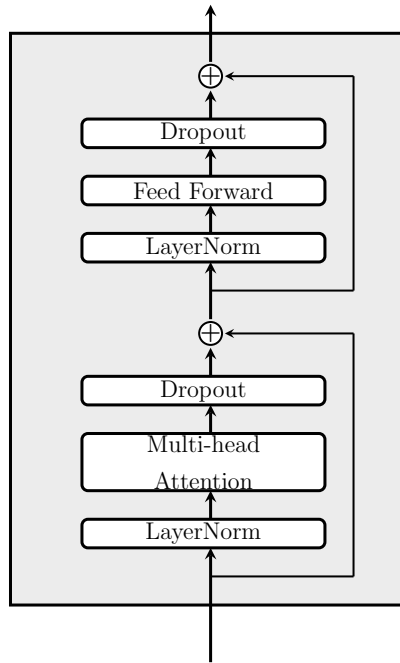 Dropout
Feed Forward
LayerNorm
Dropout
Multi-head
Attention
LayerNorm